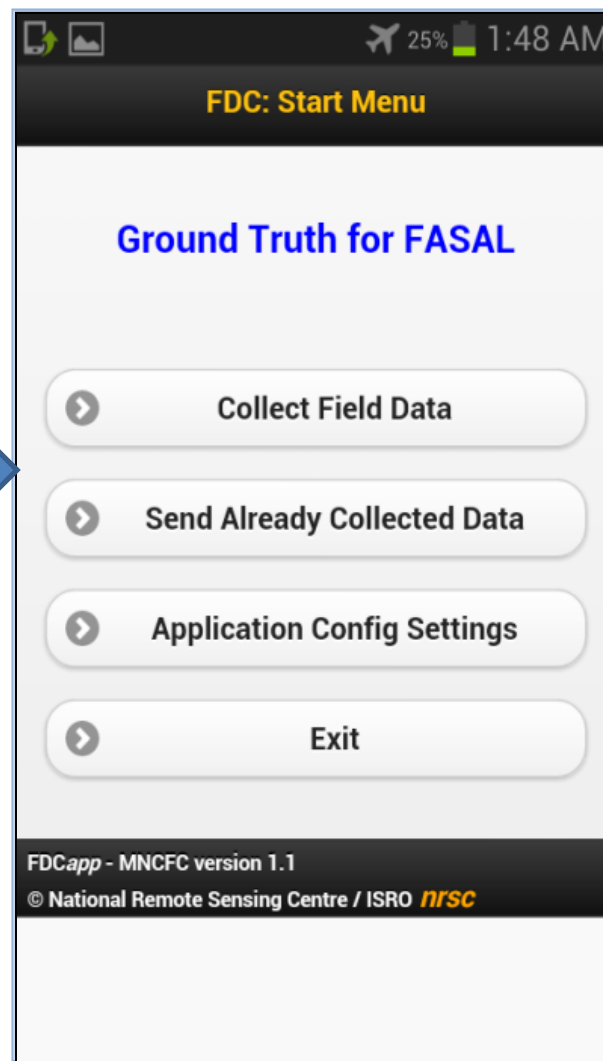 25% 1:48 AM
FDC: Start Menu
Ground Truth for FASAL
Collect Field Data
Send Already Collected Data
Application Config Settings
Exit
FDCapp - MNCFC version 1.1
© National Remote Sensing Centre / ISRO nrsc